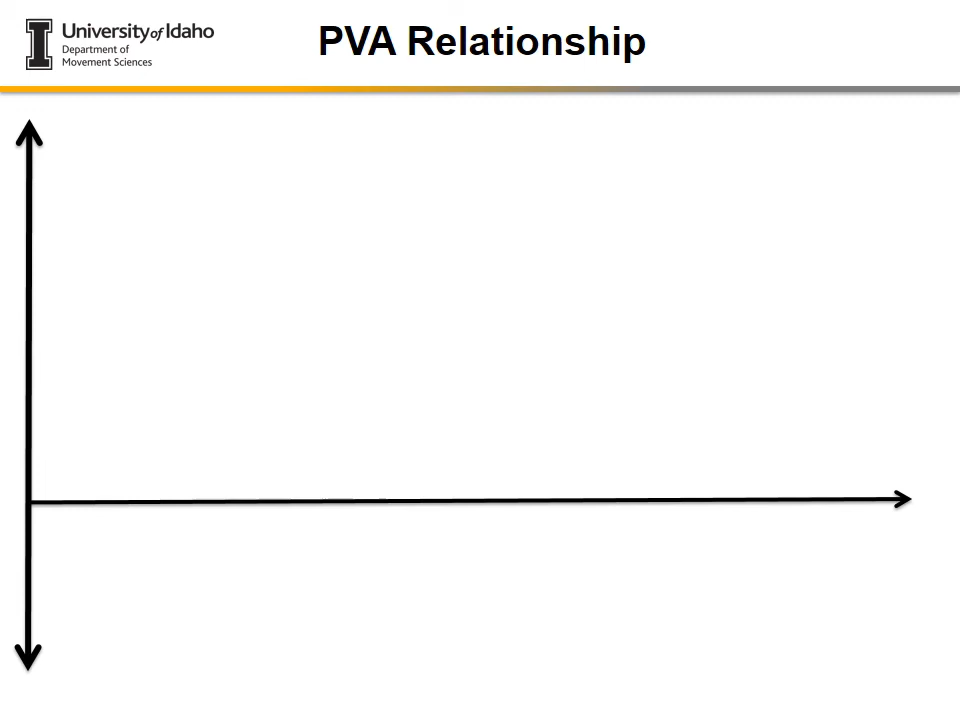 University of Idaho
Department of
Movement Sciences
PVA Relationship